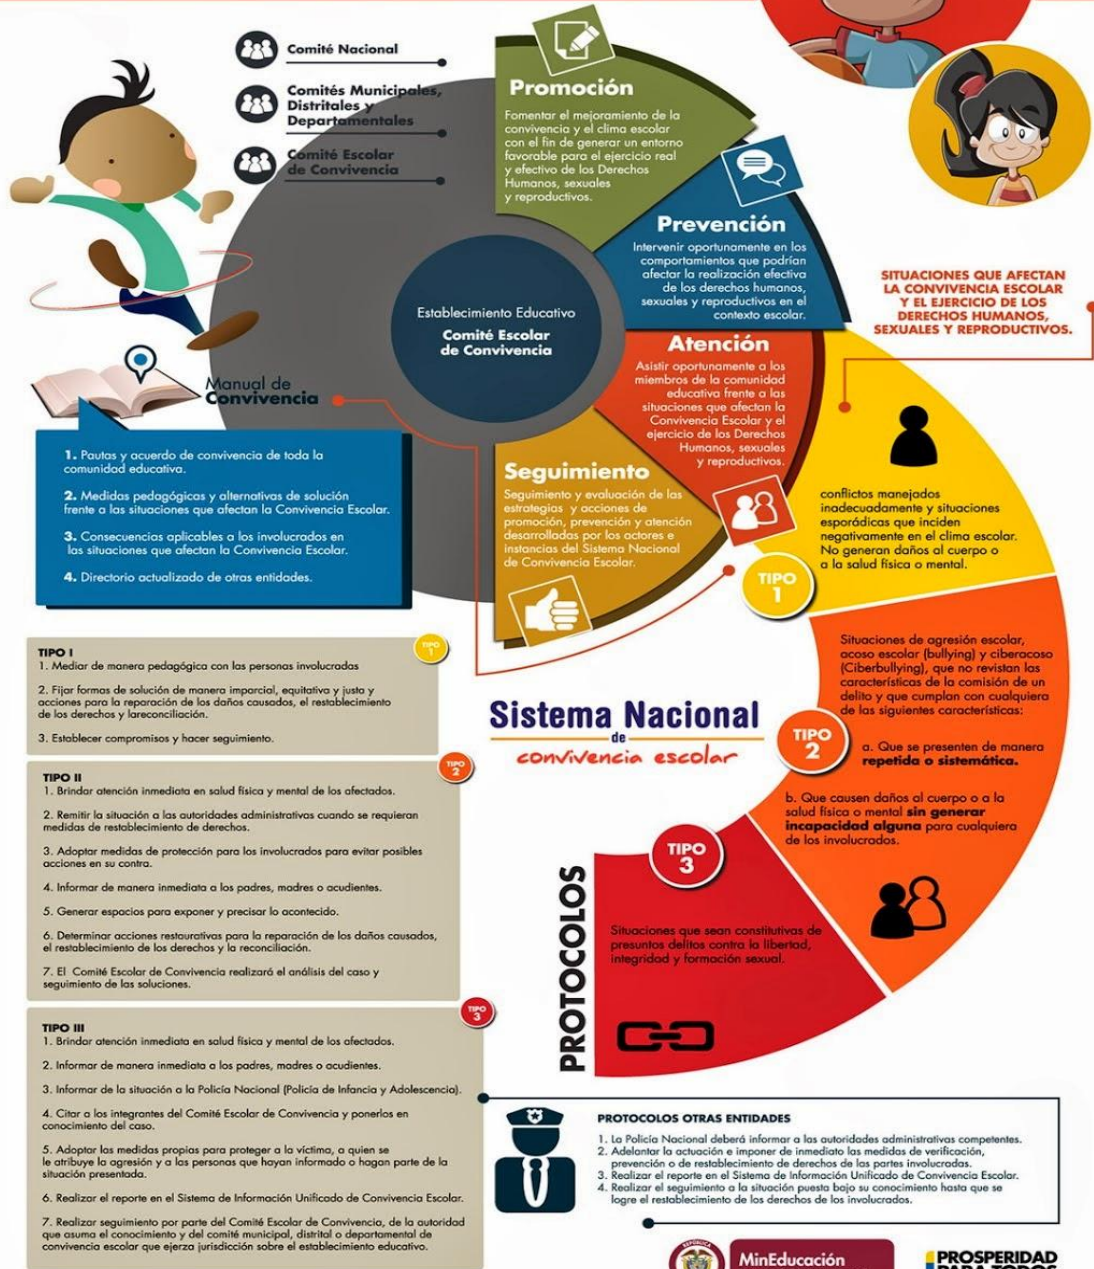 Comité Nacional
Comités Municipales,
Distritales y
Departamentales
Comité Escolar
de Convivencia
Promoción
Fomentar el mejoramiento de la
convivencia y el clima escolar
con el fin de generar un entorno
favorable para el ejercicio real
y efectivo de los Derechos
Humanos, sexuales
y reproductivos.
Prevención
Intervenir oportunamente en los
comportamientos que podrían
afectar la realización efectiva
de los derechos humanos,
sexuales y reproductivos en el
contexto escolar.
Establecimiento Educativo
Comité Escolar
de Convivencia
Atención
Asistir oportunamente a los
miembros de la comunidad
educativa frente a las
situaciones que afectan la
Convivencia Escolar y el
ejercicio de los Derechos
Humanos, sexuales
y reproductivos.
Seguimiento
Seguimiento y evaluación de las
estrategias y acciones de
promoción, prevención y atención
desarrolladas por los actores e
instancias del Sistema Nacional
de Convivencia Escolar.
SITUACIONES QUE AFECTAN
LA CONVIVENCIA ESCOLAR
Y EL EJERCICIO DE LOS
DERECHOS HUMANOS,
SEXUALES Y REPRODUCTIVOS.
Manual de
Convivencia
1. Pautas y acuerdo de convivencia de toda la
comunidad educativa.
2. Medidas pedagógicas y alternativas de solución
frente a las situaciones que afectan la Convivencia Escolar.
3. Consecuencias aplicables a los involucrados en
las situaciones que afectan la Convivencia Escolar.
4. Directorio actualizado de otras entidades.
TIPO
1
conflictos manejados
inadecuadamente y situaciones
esporádicas que inciden
negativamente en el clima escolar.
No generan daños al cuerpo o
a la salud física o mental.
TIPO
2
Situaciones de agresión escolar,
acoso escolar (bullying) y ciberacoso
(Ciberbullying), que no revistan las
características de la comisión de un
delito y que cumplan con cualquiera
de las siguientes características:
a. Que se presenten de manera
repetida o sistemática.
b. Que causen daños al cuerpo o a la
salud física o mental sin generar
incapacidad alguna para cualquiera
de los involucrados.
TIPO
3
Situaciones que sean constitutivas de
presuntos delitos contra la libertad,
integridad y formación sexual.
PROTOCOLOS
Sistema Nacional
de
convivencia escolar
TIPO
1
TIPO I
1. Mediar de manera pedagógica con las personas involucradas
2. Fijar formas de solución de manera imparcial, equitativa y justa y
acciones para la reparación de los daños causados, el restablecimiento
de los derechos y lareconciliación.
3. Establecer compromisos y hacer seguimiento.
TIPO
2
TIPO II
1. Brindar atención inmediata en salud física y mental de los afectados.
2. Remitir la situación a las autoridades administrativas cuando se requieran
medidas de restablecimiento de derechos.
3. Adoptar medidas de protección para los involucrados para evitar posibles
acciones en su contra.
4. Informar de manera inmediata a los padres, madres o acudientes.
5. Generar espacios para exponer y precisar lo acontecido.
6. Determinar acciones restaurativas para la reparación de los daños causados,
el restablecimiento de los derechos y la reconciliación.
7. El Comité Escolar de Convivencia realizará el análisis del caso y
seguimiento de las soluciones.
TIPO
3
TIPO III
1. Brindar atención inmediata en salud física y mental de los afectados.
2. Informar de manera inmediata a los padres, madres o acudientes.
3. Informar de la situación a la Policía Nacional (Policía de Infancia y Adolescencia).
4. Citar a los integrantes del Comité Escolar de Convivencia y ponerlos en
conocimiento del caso.
5. Adoptar las medidas propias para proteger a la víctima, a quien se
le atribuye la agresión y a las personas que hayan informado o hagan parte de la
situación presentada.
6. Realizar el reporte en el Sistema de Información Unificado de Convivencia Escolar.
7. Realizar seguimiento por parte del Comité Escolar de Convivencia, de la autoridad
que asuma el conocimiento y del comité municipal, distrital o departamental de
convivencia escolar que ejerza jurisdicción sobre el establecimiento educativo.
PROTOCOLOS OTRAS ENTIDADES
1. La Policía Nacional deberá informar a las autoridades administrativas competentes.
2. Adelantar la actuación e imponer de inmediato las medidas de verificación,
prevención o de restablecimiento de derechos de las partes involucradas.
3. Realizar el reporte en el Sistema de Información Unificado de Convivencia Escolar.
4. Realizar el seguimiento a la situación puesta bajo su conocimiento hasta que se
logre el restablecimiento de los derechos de los involucrados.
MinEducación
PROSPERIDAD
PARA TODOS